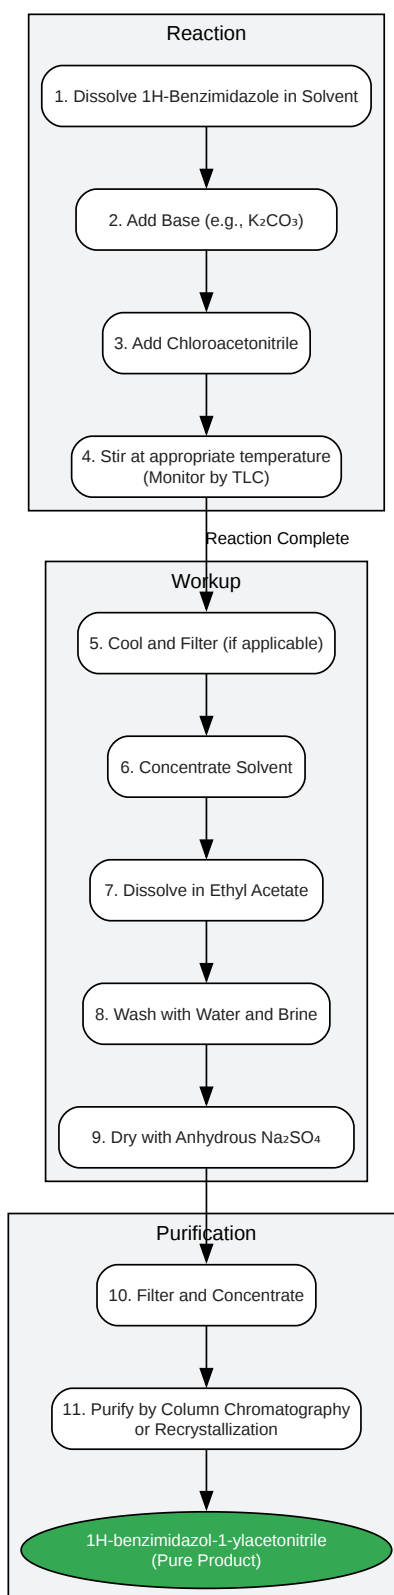 Reaction
1. Dissolve 1H-Benzimidazole in Solvent
2. Add Base (e.g., K₂CO₃)
3. Add Chloroacetonitrile
4. Stir at appropriate temperature
(Monitor by TLC)
Reaction Complete
Workup
5. Cool and Filter (if applicable)
6. Concentrate Solvent
7. Dissolve in Ethyl Acetate
8. Wash with Water and Brine
9. Dry with Anhydrous Na₂SO₄
Purification
10. Filter and Concentrate
11. Purify by Column Chromatography
or Recrystallization
1H-benzimidazol-1-ylacetonitrile
(Pure Product)